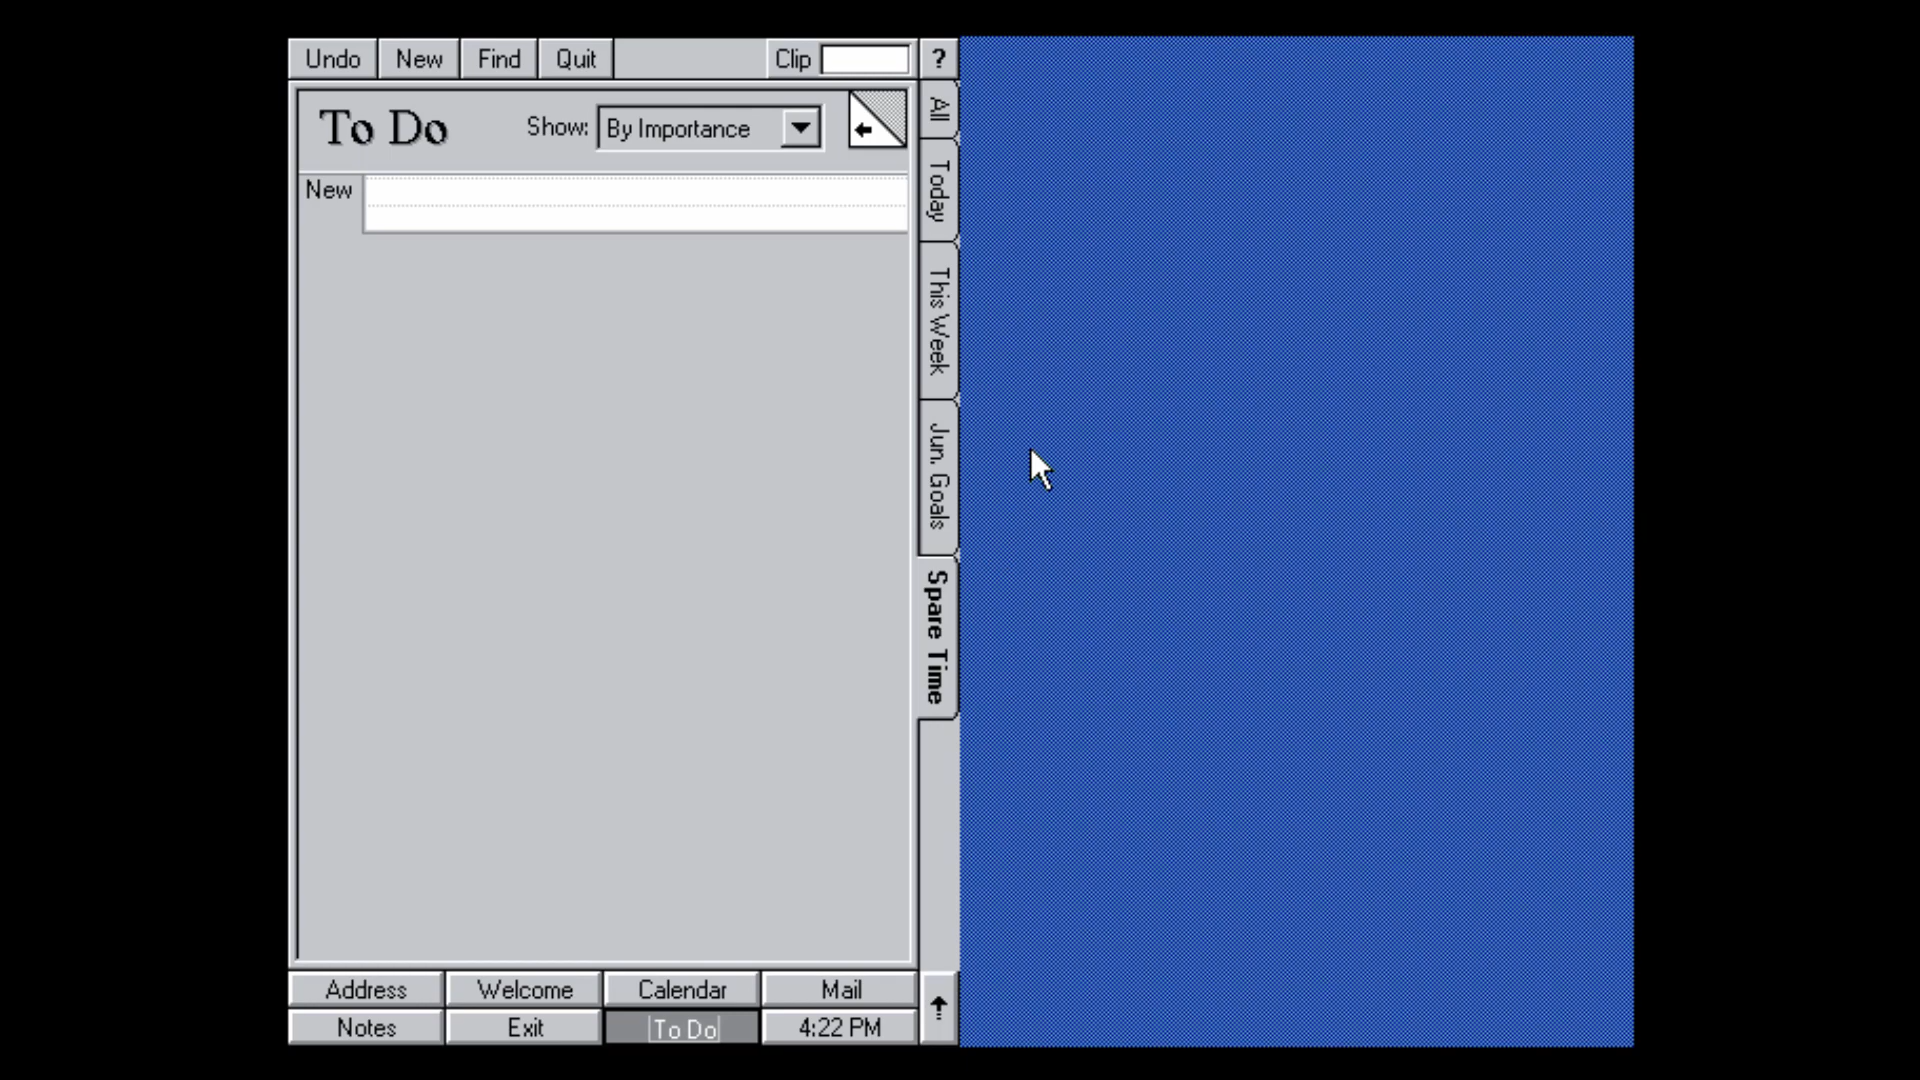 Undo New Find Quit Clip ?
To Do Show: By Importance
New
All
Today
This Week
Jun. Goals
Spare Time
Address Welcome Calendar Mail
Notes Exit To Do 4:22 PM